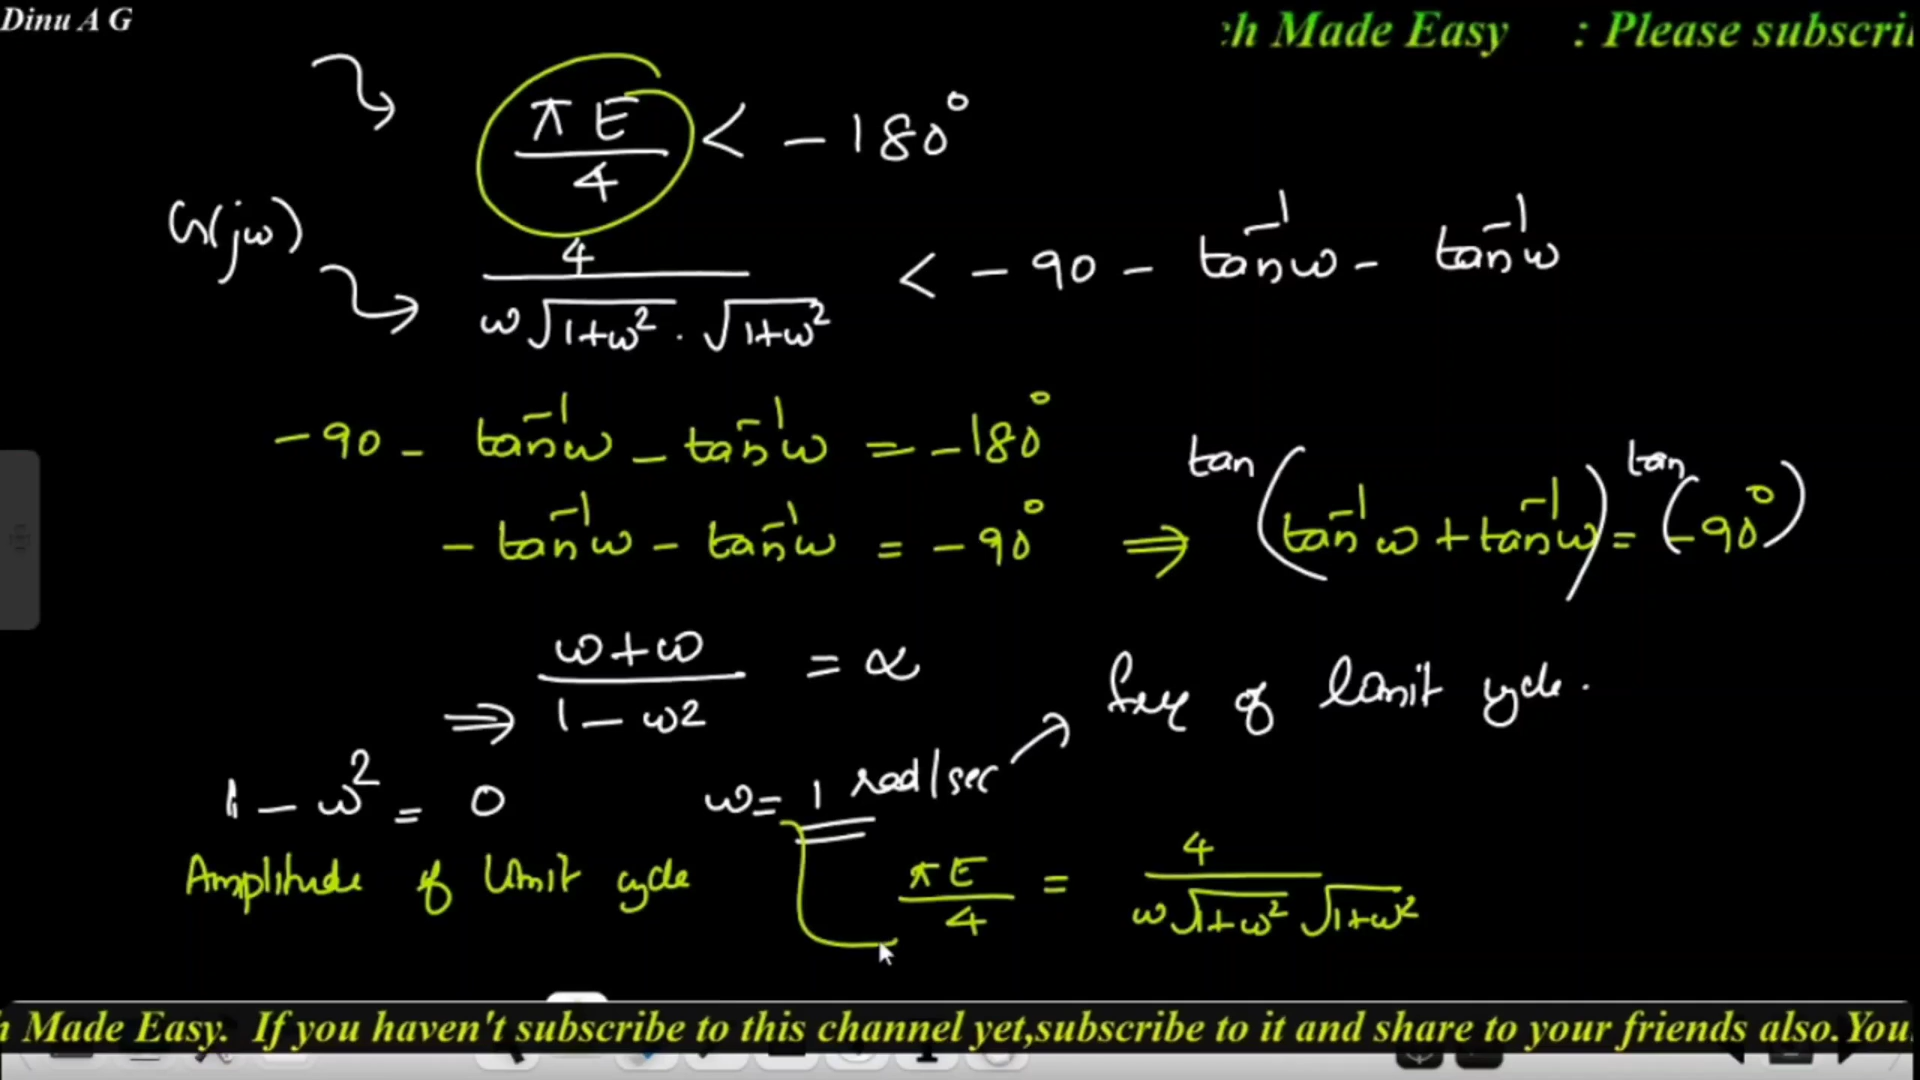 Dinu A G
ch Made Easy : Please subscri
πE/4 < -180°
G(jω)
4 / ω√1+ω² . √1+ω² < -90 - tan⁻¹ω - tan⁻¹ω
-90 - tan⁻¹ω - tan⁻¹ω = -180°
-tan⁻¹ω - tan⁻¹ω = -90° ⇒ tan(tan⁻¹ω + tan⁻¹ω) = tan(-90°)
⇒ ω+ω / 1-ω2 = ∝
freq of limit cycle.
1 - ω² = 0 ω = 1 rad/sec
Amplitude of limit cycle πE/4 = 4 / ω√1+ω² √1+ω²
h Made Easy. If you haven't subscribe to this channel yet,subscribe to it and share to your friends also.You